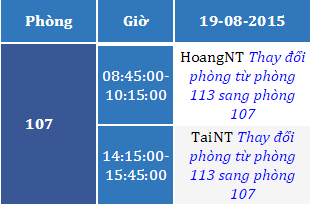 Phòng Giờ 19-08-2015
107
08:45:00-
10:15:00
HoangNT Thay đổi
phòng từ phòng
113 sang phòng
107
14:15:00-
15:45:00
TaiNT Thay đổi
phòng từ phòng
113 sang phòng
107